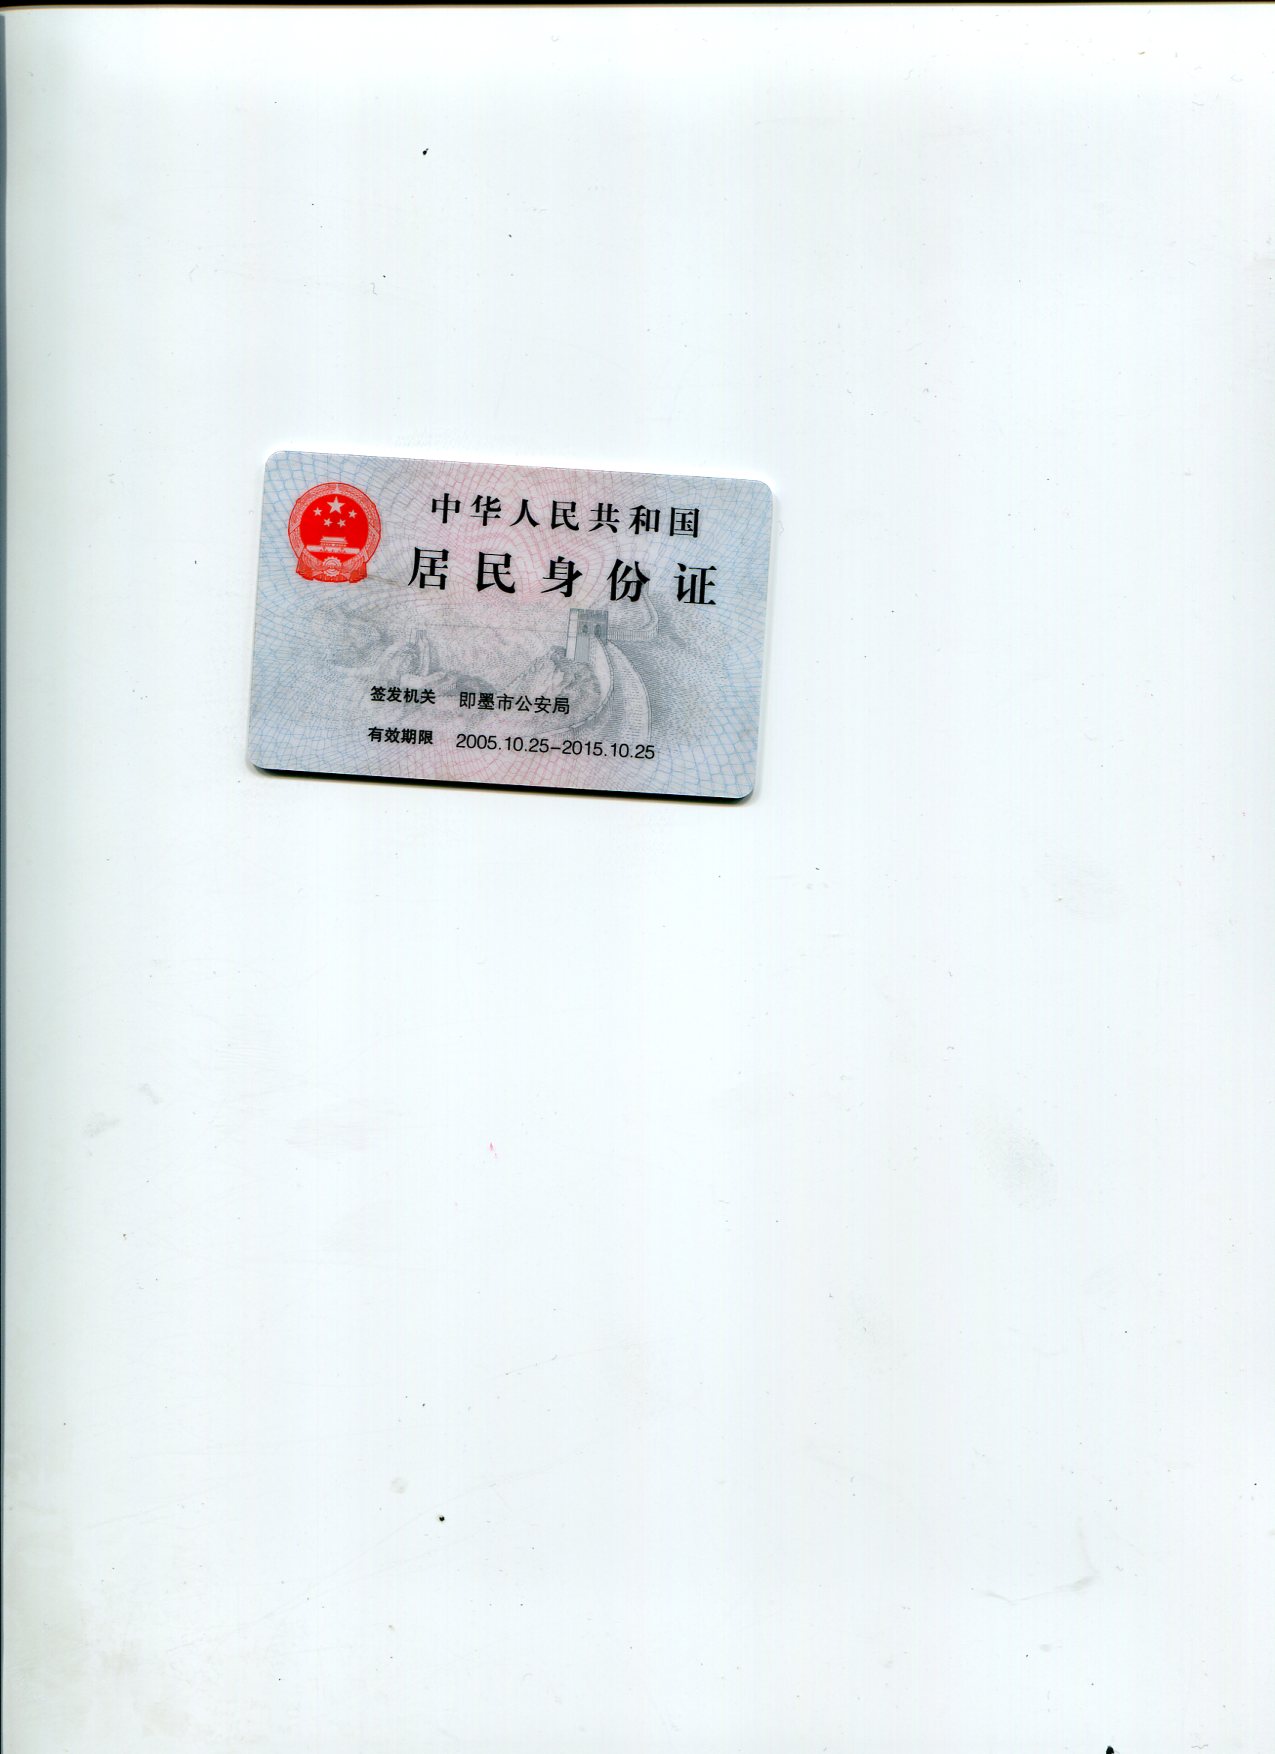 中华人民共和国
居民身份证
签发机关 即墨市公安局
有效期限 2005.10.25-2015.10.25